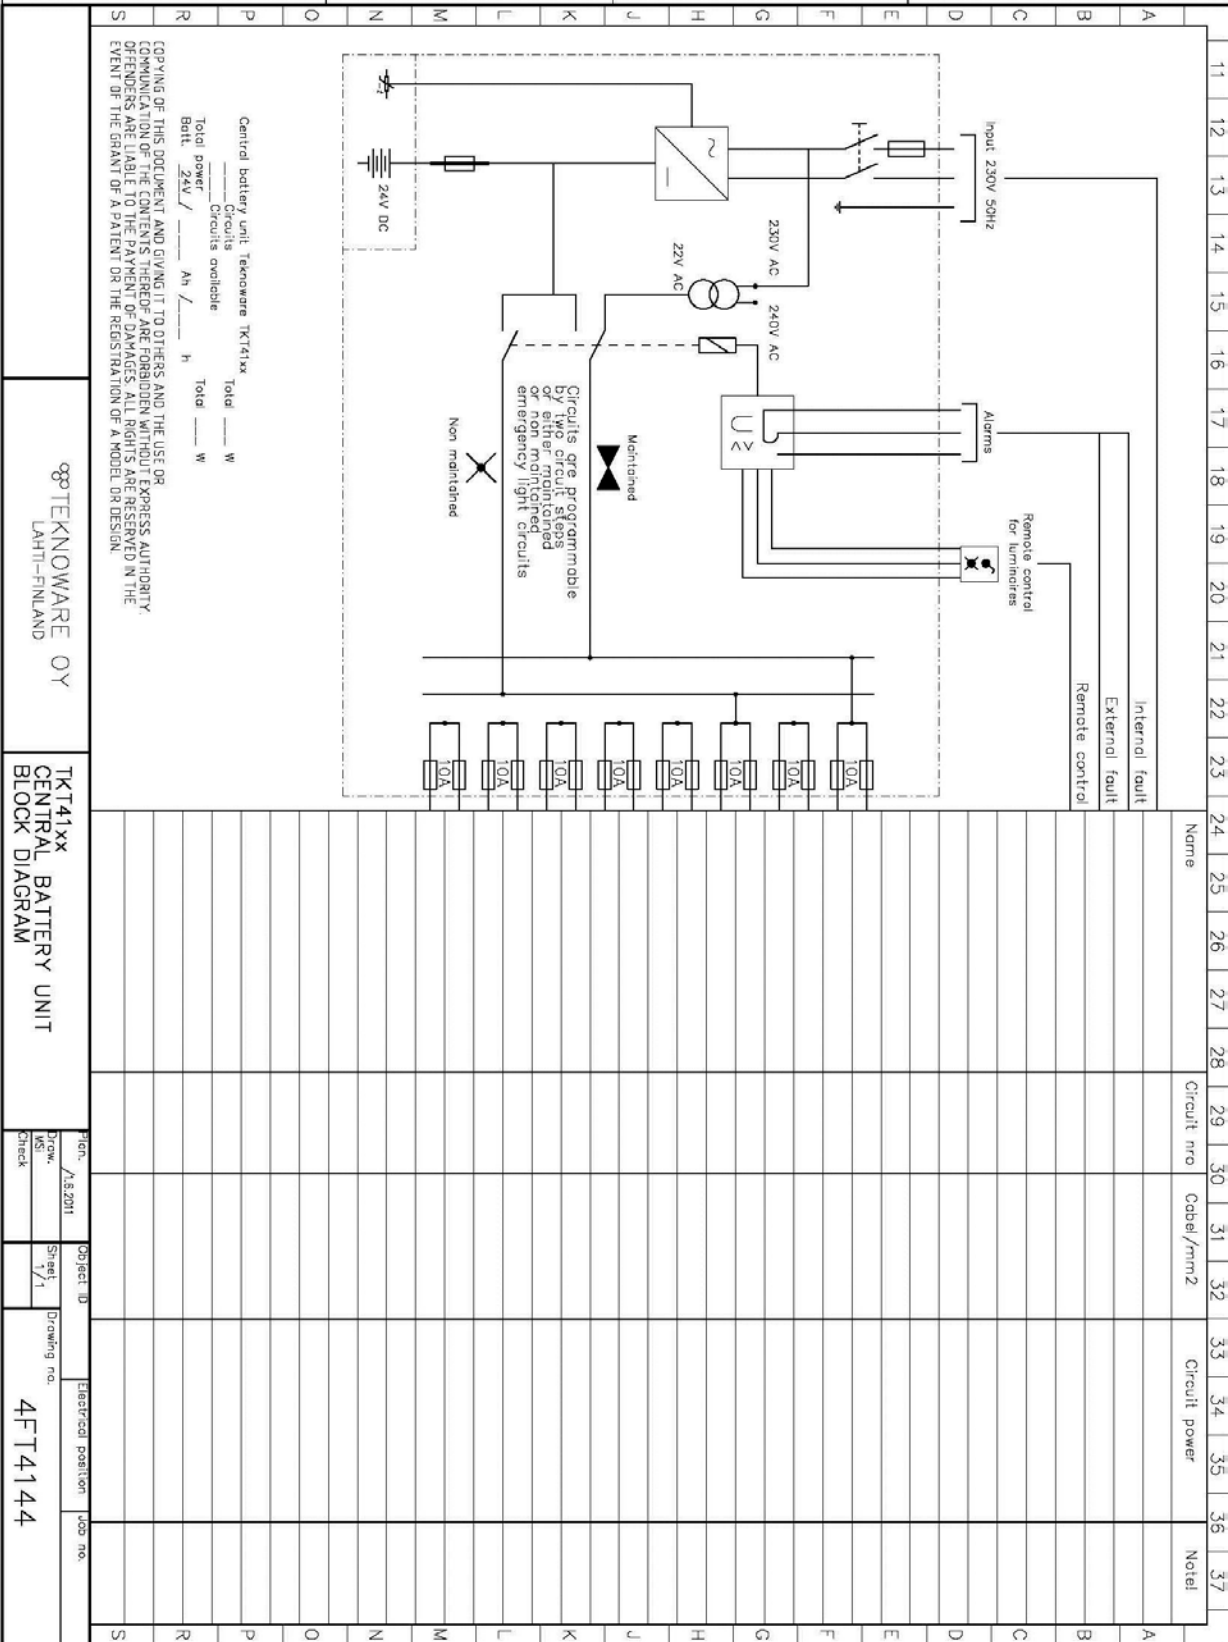 11 12 13 14 15 16 17 18 19 20 21 22 23 24 25 26 27 28 29 30 31 32 33 34 35 36 37
A
B
C
D
E
F
G
H
J
K
L
M
N
O
P
R
S
A
B
C
D
E
F
G
H
J
K
L
M
N
O
P
R
S
Name
Circuit nro
Cabel/mm2
Circuit power
Note!
Internal fault
External fault
Remote control
Input 230V 50Hz
Alarms
Remote control
for luminaires
230V AC
240V AC
22V AC
U
<
>
~
Circuits are programmable
by two circuit steps
or either maintained
or non maintained
emergency light circuits
Maintained
Non maintained
24V DC
10A
10A
10A
10A
10A
10A
10A
10A
Central battery unit Teknoware TKT41xx
____ Circuits Total ____ W
____ Circuits available
Total power Total ____ W
Batt. 24V / ____ Ah / ____ h
COPYING OF THIS DOCUMENT AND GIVING IT TO OTHERS AND THE USE OR
COMMUNICATION OF THE CONTENTS THEREOF ARE FORBIDDEN WITHOUT EXPRESS AUTHORITY.
OFFENDERS ARE LIABLE TO THE PAYMENT OF DAMAGES. ALL RIGHTS ARE RESERVED IN THE
EVENT OF THE GRANT OF A PATENT OR THE REGISTRATION OF A MODEL OR DESIGN.
TEKNOWARE OY
LAHTI-FINLAND
TKT41xx
CENTRAL BATTERY UNIT
BLOCK DIAGRAM
Plan.
/1.6.2011
Draw.
MSi
Check
Object ID
Sheet
1/1
Electrical position
Job no.
Drawing no.
4FT4144